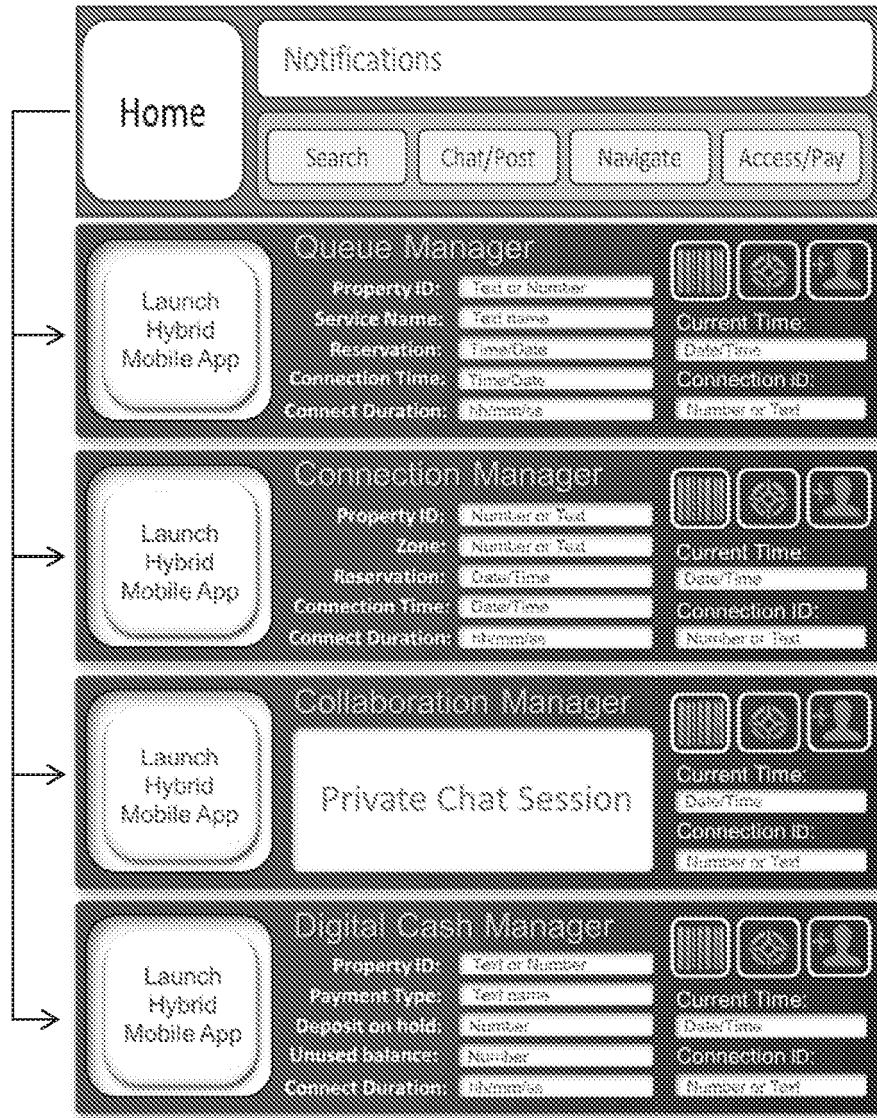 Home
Notifications
Search
Chat/Post
Navigate
Access/Pay
Launch
Hybrid
Mobile App
Queue Manager
Property ID: Text or Number
Service Name: Text name
Reservation: Time/Date
Connection Time: Time/Date
Connect Duration: hh/mm/ss
Current Time:
Date/Time
Connection ID:
Number or Text
Launch
Hybrid
Mobile App
Connection Manager
Property ID: Number or Text
Zone: Number or Text
Reservation: Date/Time
Connection Time: Date/Time
Connect Duration: hh/mm/ss
Current Time:
Date/Time
Connection ID:
Number or Text
Launch
Hybrid
Mobile App
Collaboration Manager
Private Chat Session
Current Time:
Date/Time
Connection ID:
Number or Text
Launch
Hybrid
Mobile App
Digital Cash Manager
Property ID: Text or Number
Payment Type: Text name
Deposit on hold: Number
Unused balance: Number
Connect Duration: hh/mm/ss
Current Time:
Date/Time
Connection ID:
Number or Text